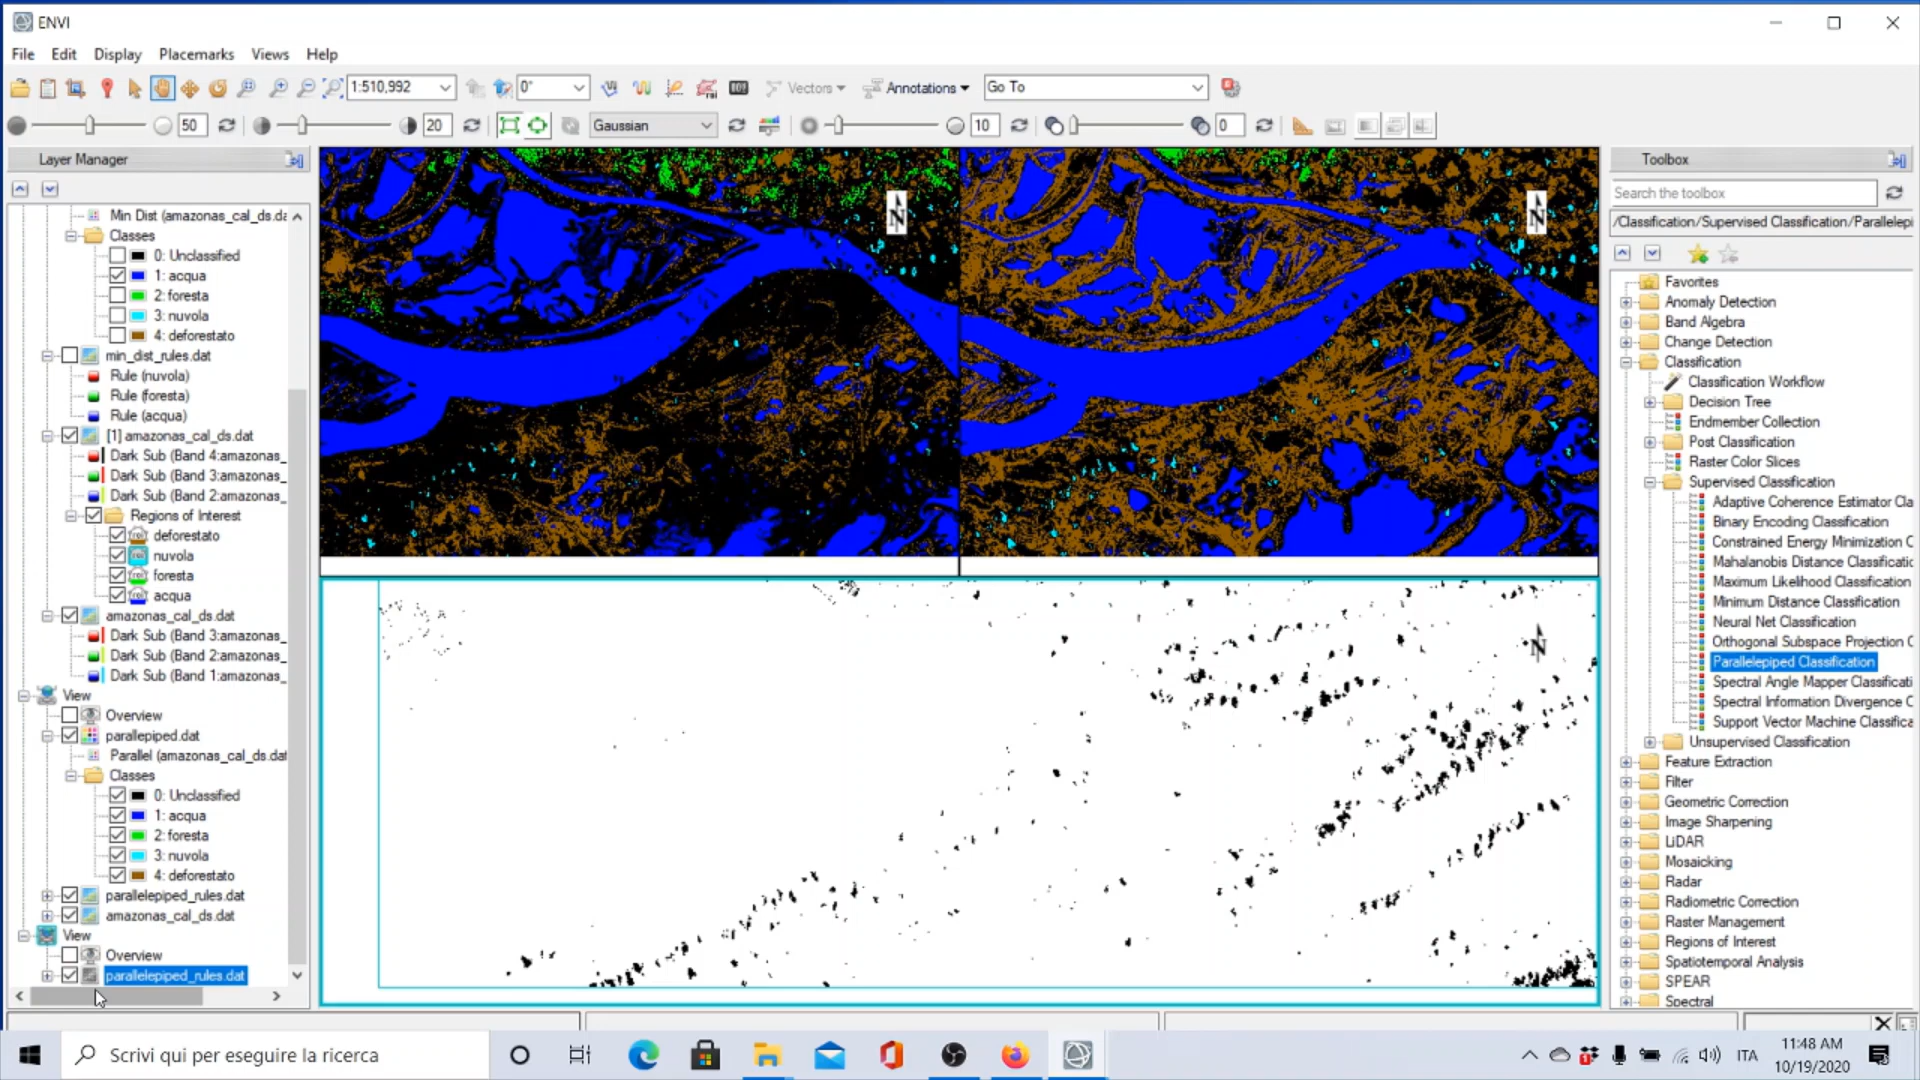 ENVI
File Edit Display Placemarks Views Help
1:510,992 0° Vectors Annotations Go To
50 20 Gaussian 10 0
Layer Manager
Min Dist (amazonas_cal_ds.da
Classes
0: Unclassified
1: acqua
2: foresta
3: nuvola
4: deforestato
min_dist_rules.dat
Rule (nuvola)
Rule (foresta)
Rule (acqua)
[1] amazonas_cal_ds.dat
Dark Sub (Band 4:amazonas_
Dark Sub (Band 3:amazonas_
Dark Sub (Band 2:amazonas_
Regions of Interest
deforestato
nuvola
foresta
acqua
amazonas_cal_ds.dat
Dark Sub (Band 3:amazonas_
Dark Sub (Band 2:amazonas_
Dark Sub (Band 1:amazonas_
View
Overview
parallepiped.dat
Parallel (amazonas_cal_ds.dat
Classes
0: Unclassified
1: acqua
2: foresta
3: nuvola
4: deforestato
parallelepiped_rules.dat
amazonas_cal_ds.dat
View
Overview
parallelepiped_rules.dat
N
N
N
Toolbox
Search the toolbox
/Classification/Supervised Classification/Parallelepi
Favorites
Anomaly Detection
Band Algebra
Change Detection
Classification
Classification Workflow
Decision Tree
Endmember Collection
Post Classification
Raster Color Slices
Supervised Classification
Adaptive Coherence Estimator Cla
Binary Encoding Classification
Constrained Energy Minimization C
Mahalanobis Distance Classificatic
Maximum Likelihood Classification
Minimum Distance Classification
Neural Net Classification
Orthogonal Subspace Projection C
Parallelepiped Classification
Spectral Angle Mapper Classificati
Spectral Information Divergence C
Support Vector Machine Classifica
Unsupervised Classification
Feature Extraction
Filter
Geometric Correction
Image Sharpening
LiDAR
Mosaicking
Radar
Radiometric Correction
Raster Management
Regions of Interest
Spatiotemporal Analysis
SPEAR
Spectral
Scrivi qui per eseguire la ricerca
ITA
11:48 AM
10/19/2020